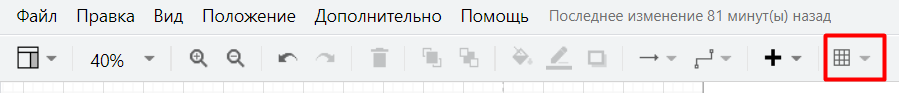 Файл Правка Вид Положение Дополнительно Помощь Последнее изменение 81 минут(ы) назад
40%